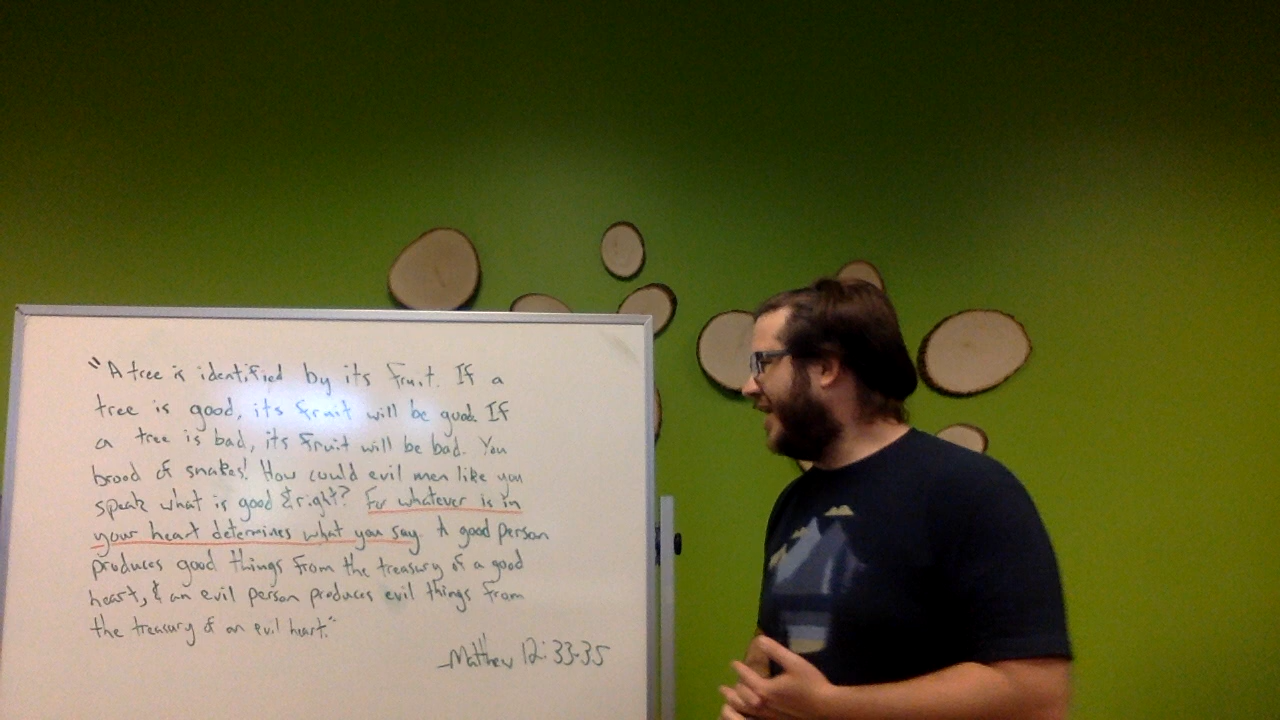 "A tree is identified by its fruit. If a
tree is good, its fruit will be good. If
a tree is bad, its fruit will be bad. You
brood of snakes! How could evil men like you
speak what is good & right? For whatever is in
your heart determines what you say. A good person
produces good things from the treasury of a good
heart, & an evil person produces evil things from
the treasury of an evil heart."
-Matthew 12:33-35